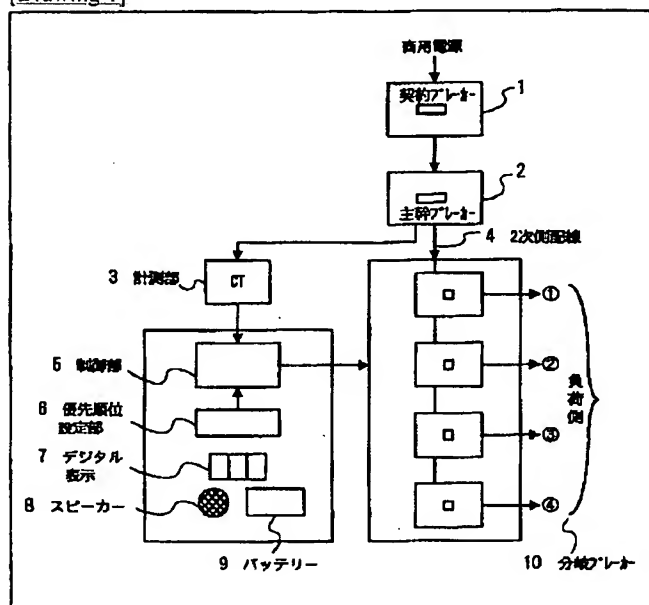 [Drawing 1]
商用電源
契約ブレーカー
1
2
主幹ブレーカー
4 2次側配線
3 計測部
CT
①
5 制御部
②
6 優先順位
設定部
負荷側
③
7 デジタル
表示
8 スピーカー
④
9 バッテリー
10 分岐ブレーカー